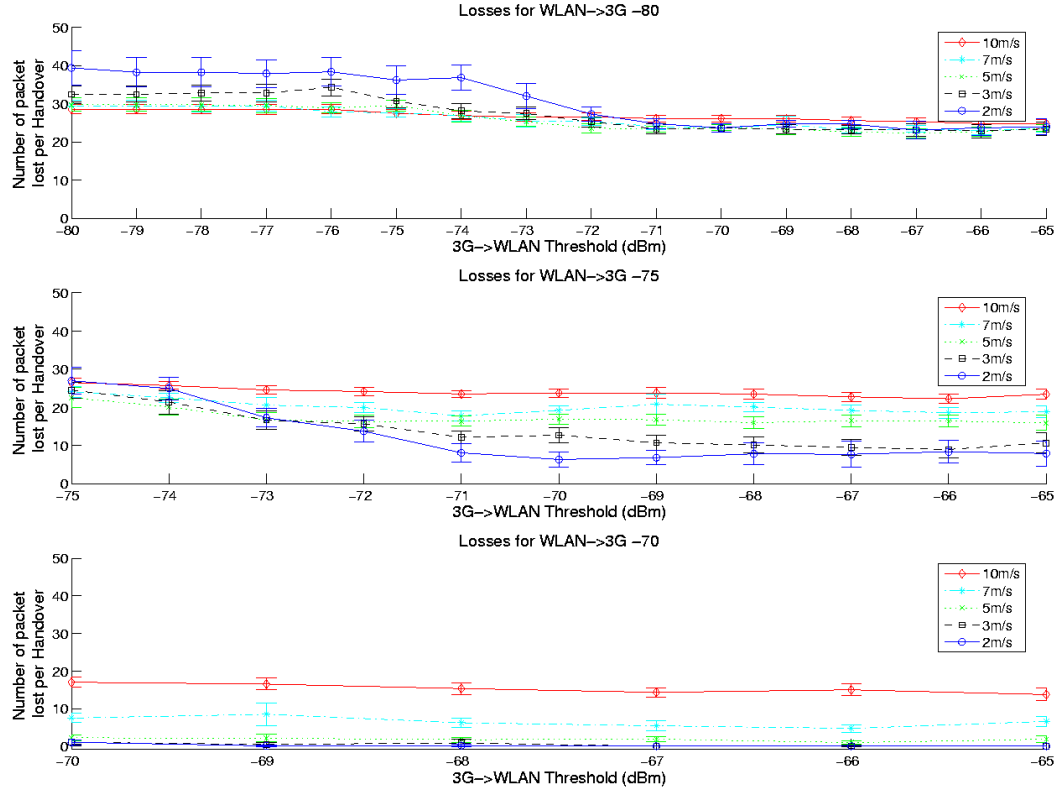 Losses for WLAN->3G -80
Number of packet
lost per Handover
50
40
30
20
10
0
10m/s
7m/s
5m/s
3m/s
2m/s
-80 -79 -78 -77 -76 -75 -74 -73 -72 -71 -70 -69 -68 -67 -66 -65
3G->WLAN Threshold (dBm)
Losses for WLAN->3G -75
Number of packet
lost per Handover
50
40
30
20
10
0
10m/s
7m/s
5m/s
3m/s
2m/s
-75 -74 -73 -72 -71 -70 -69 -68 -67 -66 -65
3G->WLAN Threshold (dBm)
Losses for WLAN->3G -70
Number of packet
lost per Handover
50
40
30
20
10
0
10m/s
7m/s
5m/s
3m/s
2m/s
-70 -69 -68 -67 -66 -65
3G->WLAN Threshold (dBm)